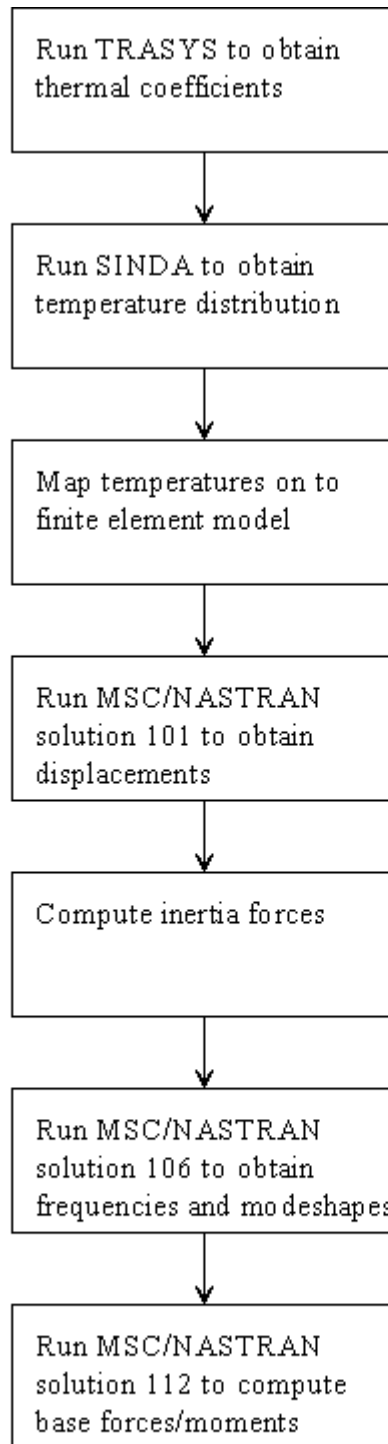 Run TRASYS to obtain
thermal coefficients
Run SINDA to obtain
temperature distribution
Map temperatures on to
finite element model
Run MSC/NASTRAN
solution 101 to obtain
displacements
Compute inertia forces
Run MSC/NASTRAN
solution 106 to obtain
frequencies and modeshapes
Run MSC/NASTRAN
solution 112 to compute
base forces/moments